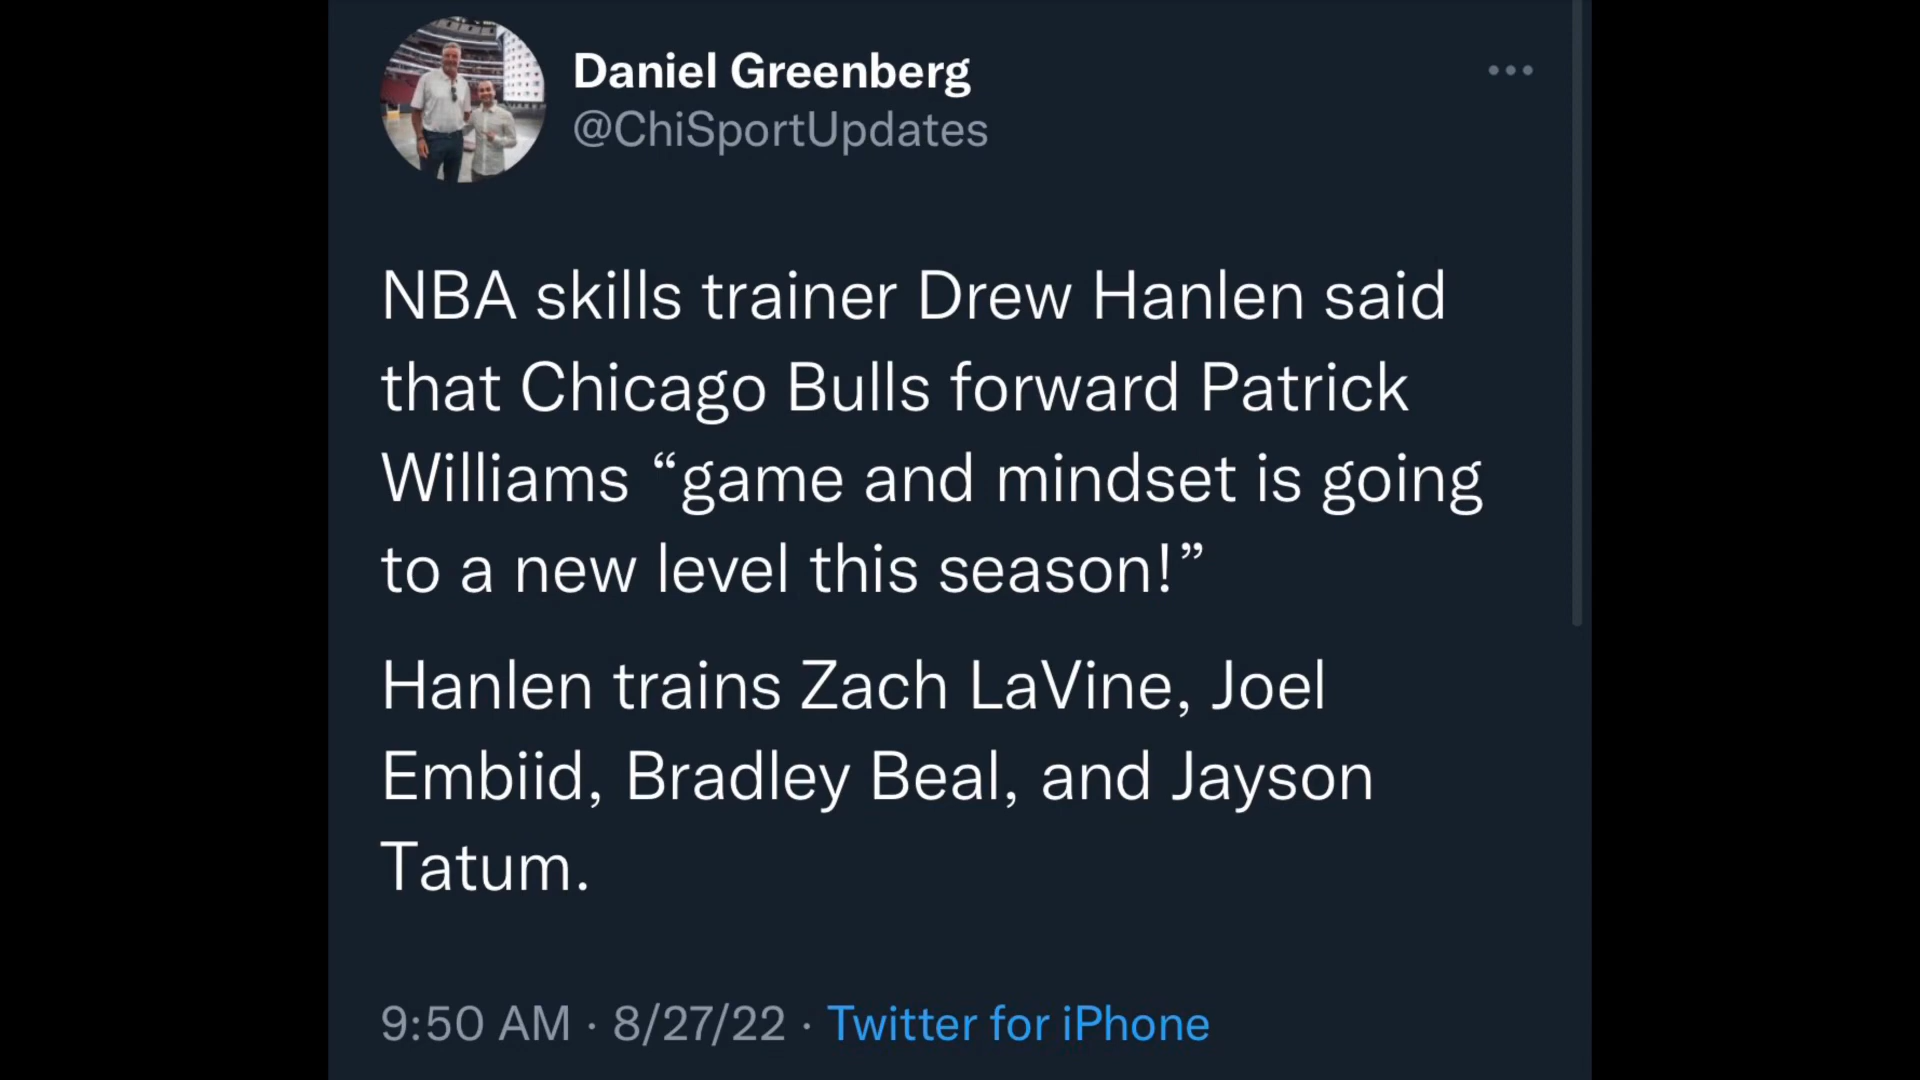 Daniel Greenberg
@ChiSportUpdates
NBA skills trainer Drew Hanlen said
that Chicago Bulls forward Patrick
Williams “game and mindset is going
to a new level this season!”
Hanlen trains Zach LaVine, Joel
Embiid, Bradley Beal, and Jayson
Tatum.
9:50 AM · 8/27/22 · Twitter for iPhone